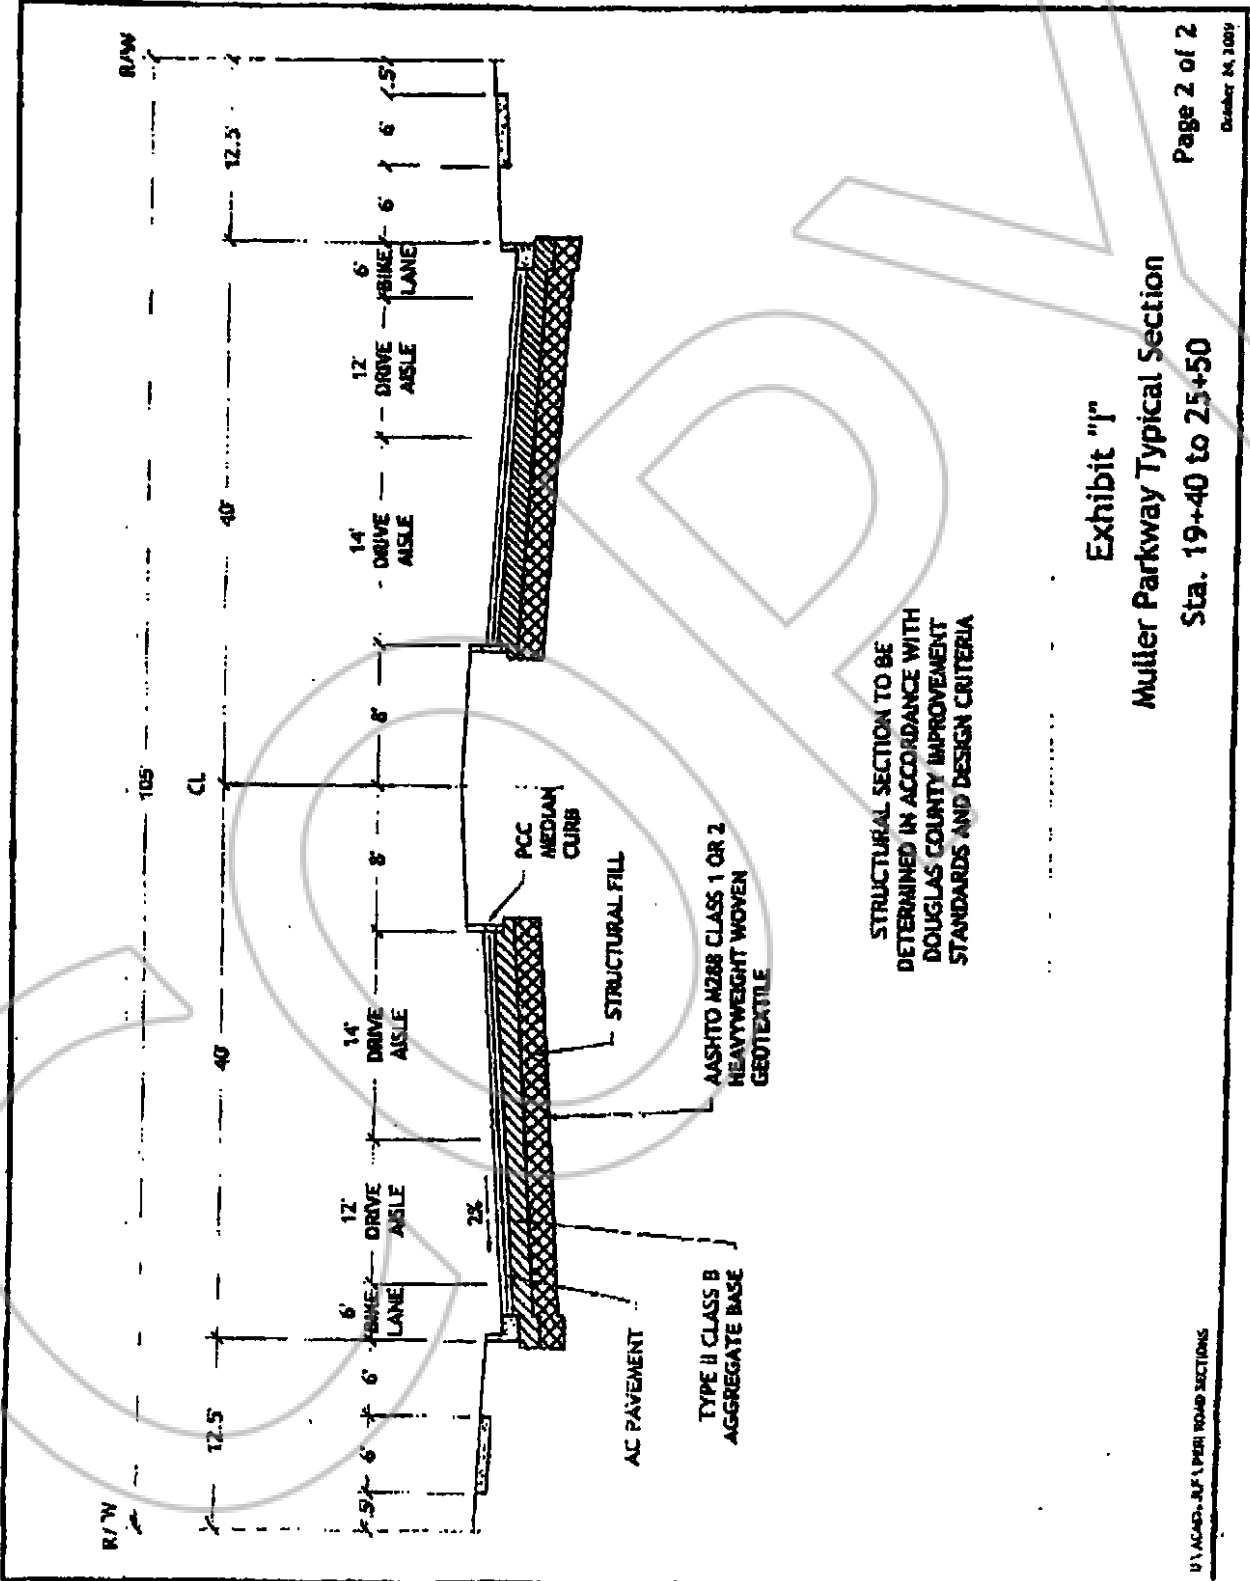 R/W
R/W
105'
CL
12.5'
40'
40'
12.5'
.5'
6'
6'
6'
BIKE
LANE
12'
DRIVE
AISLE
14'
DRIVE
AISLE
8'
8'
14'
DRIVE
AISLE
12'
DRIVE
AISLE
6'
BIKE
LANE
6'
6'
.5'
2%
PCC
MEDIAN
CURB
STRUCTURAL FILL
AASHTO M288 CLASS 1 OR 2
HEAVYWEIGHT WOVEN
GEOTEXTILE
AC PAVEMENT
TYPE II CLASS B
AGGREGATE BASE
STRUCTURAL SECTION TO BE
DETERMINED IN ACCORDANCE WITH
DOUGLAS COUNTY IMPROVEMENT
STANDARDS AND DESIGN CRITERIA
Exhibit "I"
Muller Parkway Typical Section
Sta. 19+40 to 25+50
Page 2 of 2
October 24, 2009
ROAD SECTIONS
COPY